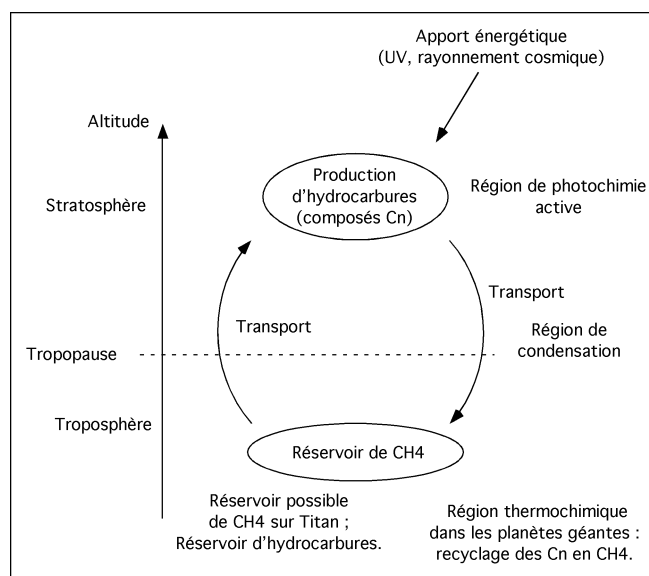 Apport énergétique
(UV, rayonnement cosmique)
Altitude
Production
d'hydrocarbures
(composés Cn)
Région de photochimie
active
Stratosphère
Transport
Transport
Région de
condensation
Tropopause
Troposphère
Réservoir de CH4
Réservoir possible
de CH4 sur Titan ;
Réservoir d'hydrocarbures.
Région thermochimique
dans les planètes géantes :
recyclage des Cn en CH4.